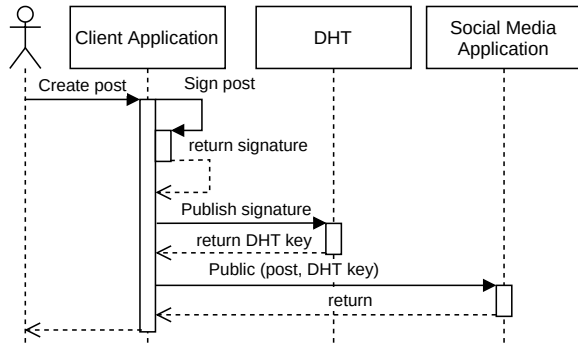 Client Application
DHT
Social Media
Application
Create post
Sign post
return signature
Publish signature
return DHT key
Public (post, DHT key)
return